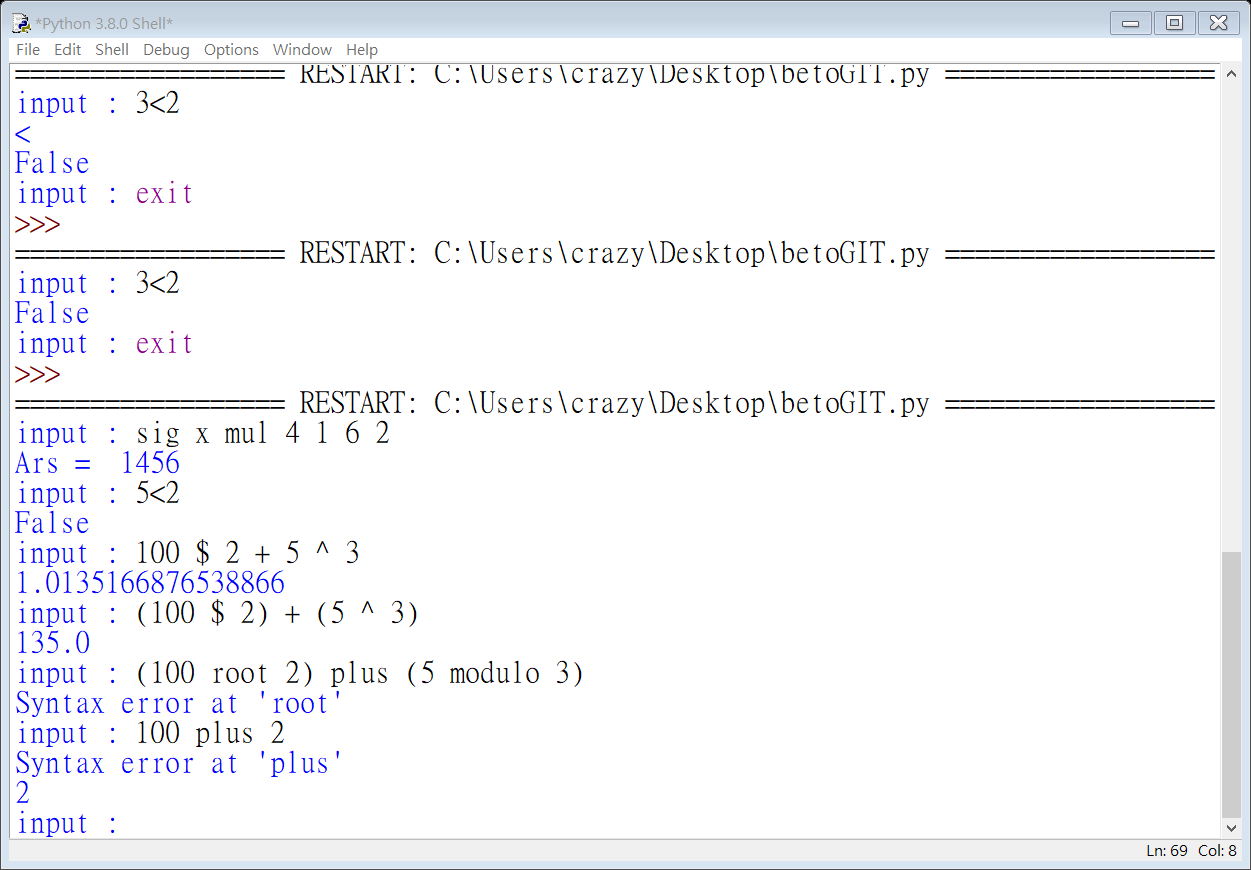 *Python 3.8.0 Shell*
File Edit Shell Debug Options Window Help
================== RESTART: C:\Users\crazy\Desktop\betoGIT.py ==================
input : 3<2
<
False
input : exit
>>>
================== RESTART: C:\Users\crazy\Desktop\betoGIT.py ==================
input : 3<2
False
input : exit
>>>
================== RESTART: C:\Users\crazy\Desktop\betoGIT.py ==================
input : sig x mul 4 1 6 2
Ars =  1456
input : 5<2
False
input : 100 $ 2 + 5 ^ 3
1.0135166876538866
input : (100 $ 2) + (5 ^ 3)
135.0
input : (100 root 2) plus (5 modulo 3)
Syntax error at 'root'
input : 100 plus 2
Syntax error at 'plus'
2
input :
Ln: 69 Col: 8